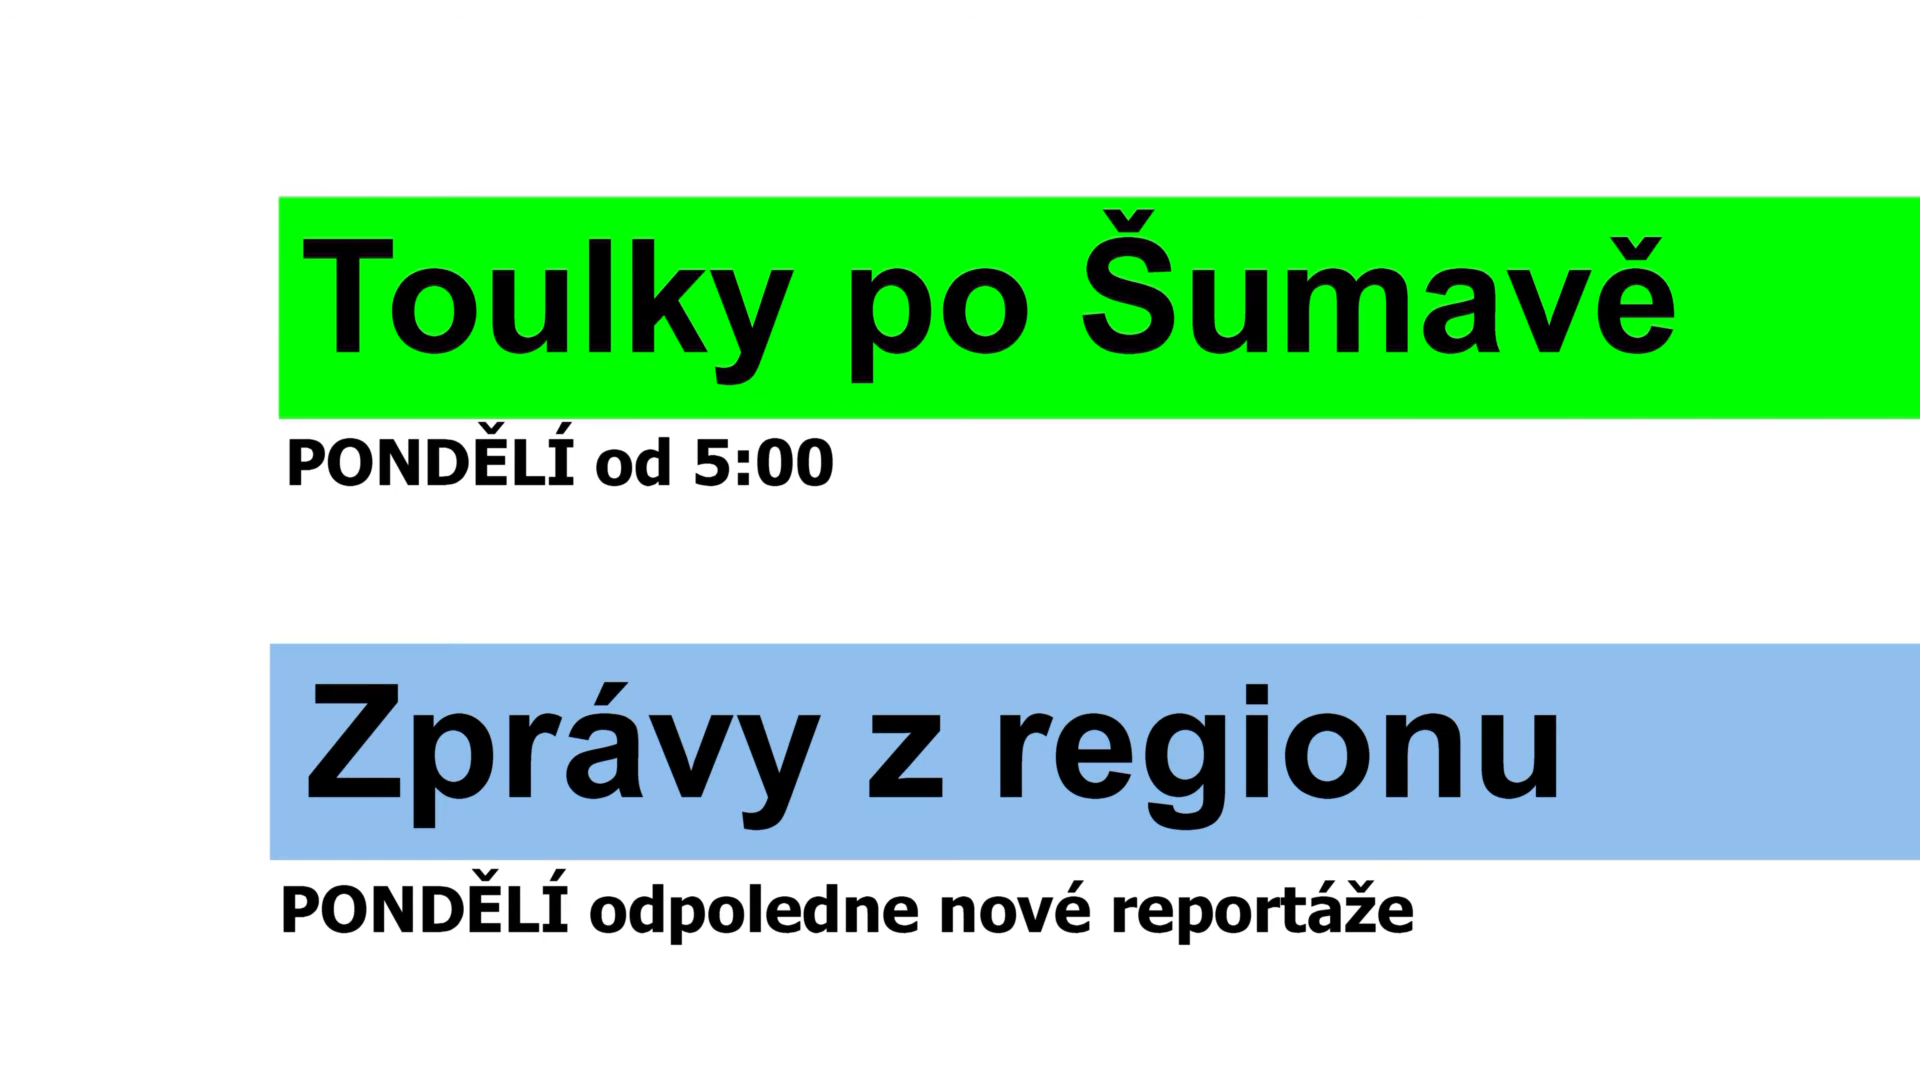 Toulky po Šumavě
PONDĚLÍ od 5:00
Zprávy z regionu
PONDĚLÍ odpoledne nové reportáže